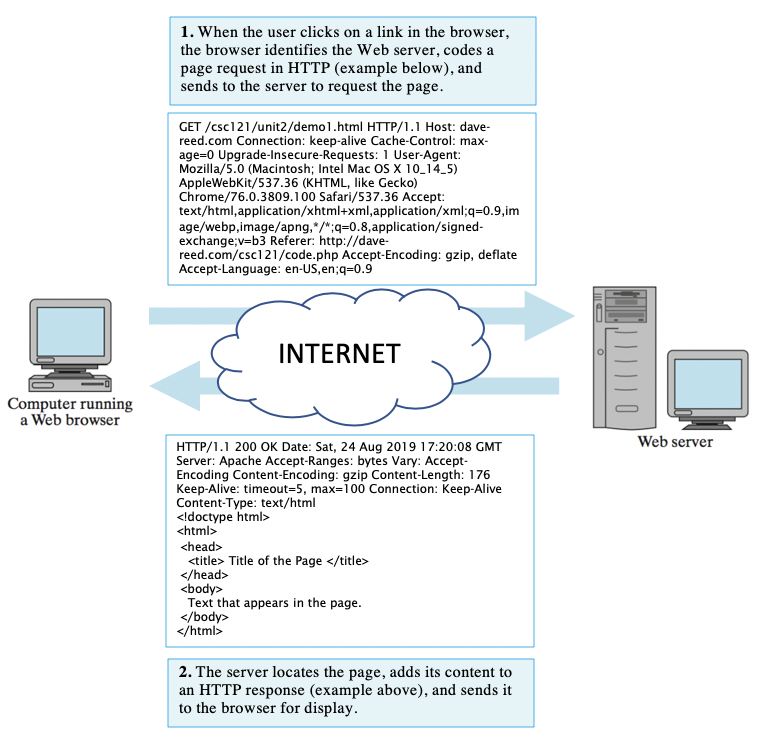 1. When the user clicks on a link in the browser,
the browser identifies the Web server, codes a
page request in HTTP (example below), and
sends to the server to request the page.
GET /csc121/unit2/demo1.html HTTP/1.1 Host: dave-
reed.com Connection: keep-alive Cache-Control: max-
age=0 Upgrade-Insecure-Requests: 1 User-Agent:
Mozilla/5.0 (Macintosh; Intel Mac OS X 10_14_5)
AppleWebKit/537.36 (KHTML, like Gecko)
Chrome/76.0.3809.100 Safari/537.36 Accept:
text/html,application/xhtml+xml,application/xml;q=0.9,im
age/webp,image/apng,*/*;q=0.8,application/signed-
exchange;v=b3 Referer: http://dave-
reed.com/csc121/code.php Accept-Encoding: gzip, deflate
Accept-Language: en-US,en;q=0.9
INTERNET
Computer running
a Web browser
Web server
HTTP/1.1 200 OK Date: Sat, 24 Aug 2019 17:20:08 GMT
Server: Apache Accept-Ranges: bytes Vary: Accept-
Encoding Content-Encoding: gzip Content-Length: 176
Keep-Alive: timeout=5, max=100 Connection: Keep-Alive
Content-Type: text/html
<!doctype html>
<html>
<head>
<title> Title of the Page </title>
</head>
<body>
Text that appears in the page.
</body>
</html>
2. The server locates the page, adds its content to
an HTTP response (example above), and sends it
to the browser for display.